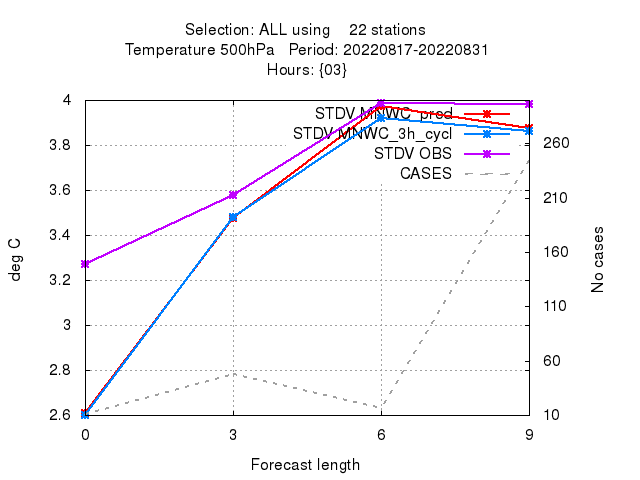 Selection: ALL using 22 stations
Temperature 500hPa Period: 20220817-20220831
Hours: {03}
STDV MNWC_prod
STDV MNWC_3h_cycl
STDV OBS
CASES
4
3.8
3.6
3.4
3.2
3
2.8
2.6
deg C
260
210
160
110
60
10
No cases
0 3 6 9
Forecast length